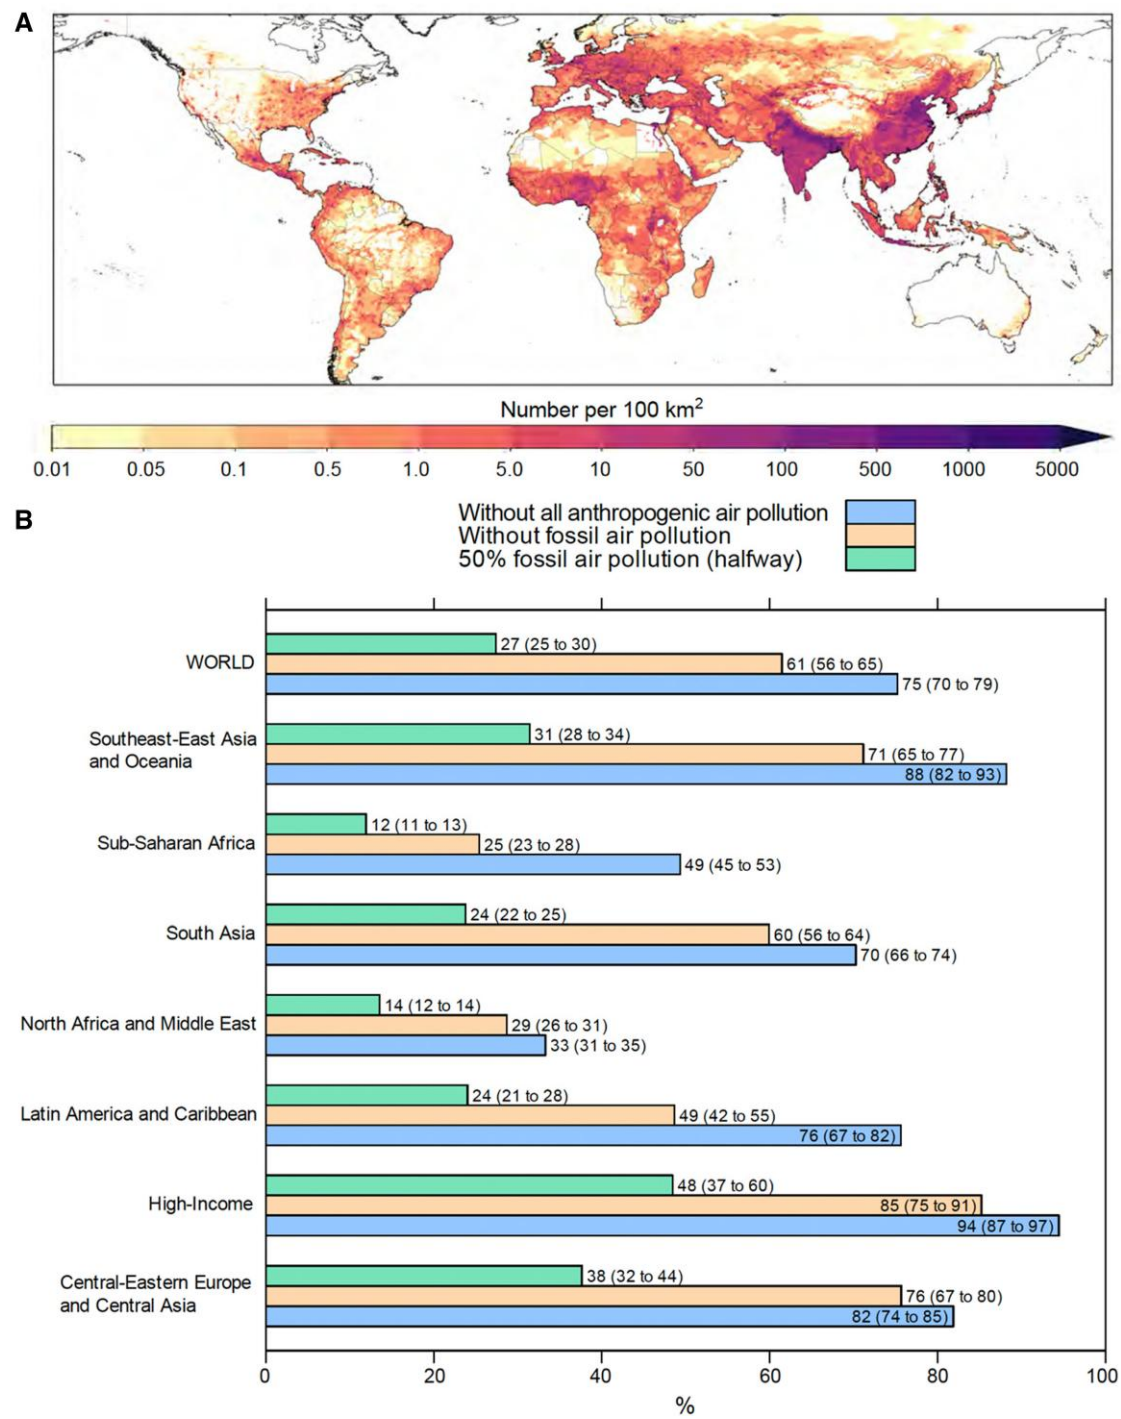 A
Number per 100 km²
0.01 0.05 0.1 0.5 1.0 5.0 10 50 100 500 1000 5000
B
Without all anthropogenic air pollution
Without fossil air pollution
50% fossil air pollution (halfway)
WORLD
27 (25 to 30)
61 (56 to 65)
75 (70 to 79)
Southeast-East Asia
and Oceania
31 (28 to 34)
71 (65 to 77)
88 (82 to 93)
Sub-Saharan Africa
12 (11 to 13)
25 (23 to 28)
49 (45 to 53)
South Asia
24 (22 to 25)
60 (56 to 64)
70 (66 to 74)
North Africa and Middle East
14 (12 to 14)
29 (26 to 31)
33 (31 to 35)
Latin America and Caribbean
24 (21 to 28)
49 (42 to 55)
76 (67 to 82)
High-Income
48 (37 to 60)
85 (75 to 91)
94 (87 to 97)
Central-Eastern Europe
and Central Asia
38 (32 to 44)
76 (67 to 80)
82 (74 to 85)
0 20 40 60 80 100
%